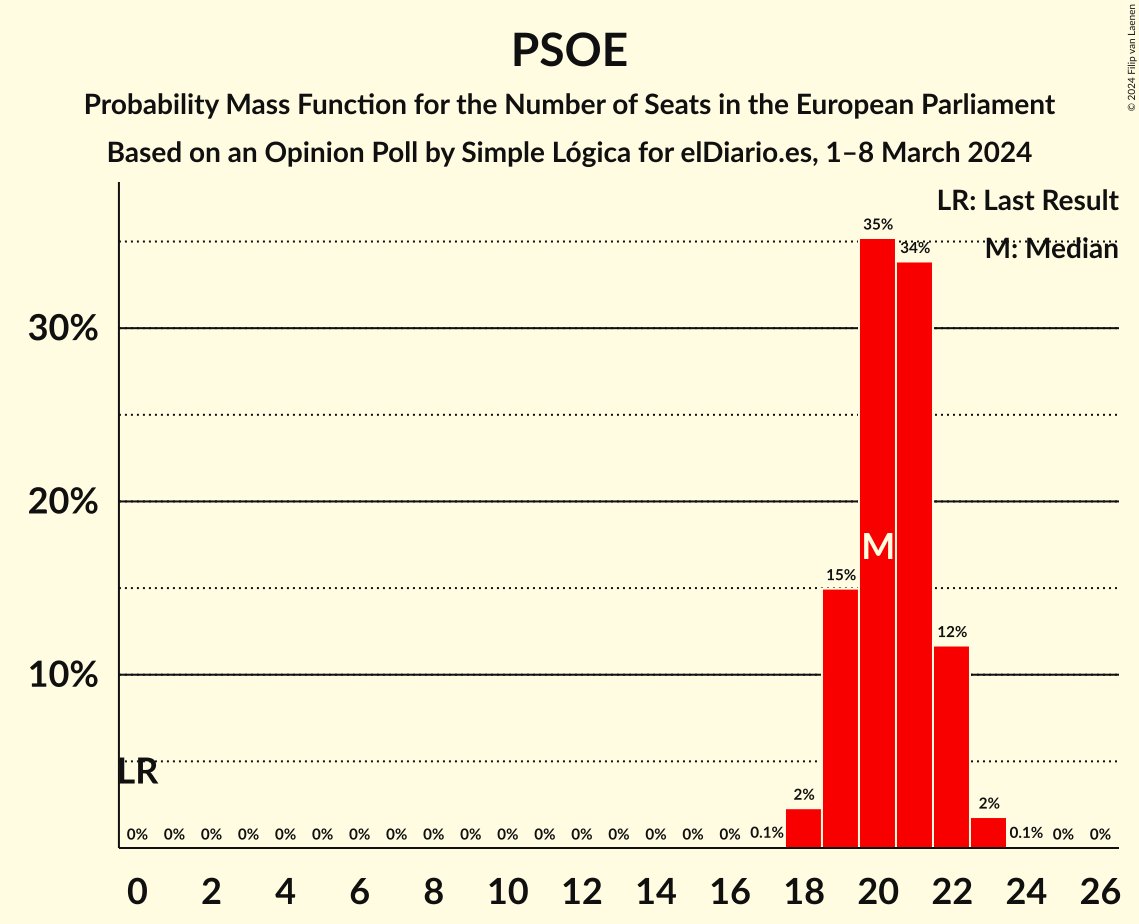 PSOE
Probability Mass Function for the Number of Seats in the European Parliament
Based on an Opinion Poll by Simple Lógica for elDiario.es, 1–8 March 2024
© 2024 Filip van Laenen
LR: Last Result
M: Median
35%
34%
30%
20%
M
15%
12%
10%
LR
2%
2%
0% 0% 0% 0% 0% 0% 0% 0% 0% 0% 0% 0% 0% 0% 0% 0% 0% 0.1% 0.1% 0% 0%
0 2 4 6 8 10 12 14 16 18 20 22 24 26